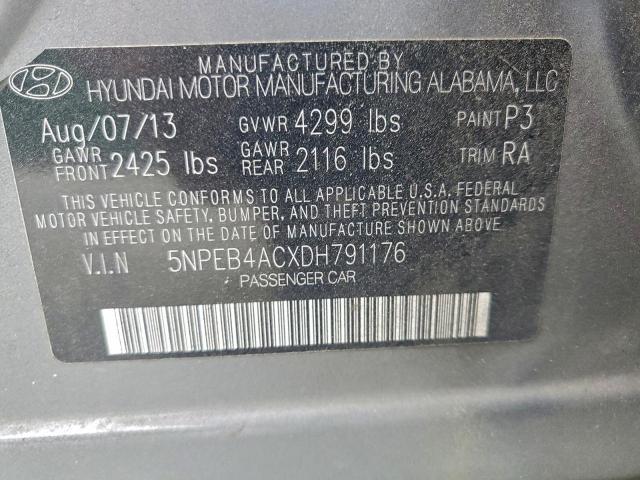 MANUFACTURED BY
HYUNDAI MOTOR MANUFACTURING ALABAMA, LLC
Aug/07/13 GVWR 4299 lbs PAINT P3
GAWR FRONT 2425 lbs GAWR REAR 2116 lbs TRIM RA
THIS VEHICLE CONFORMS TO ALL APPLICABLE U.S.A. FEDERAL
MOTOR VEHICLE SAFETY, BUMPER, AND THEFT PREVENTION STANDARDS
IN EFFECT ON THE DATE OF MANUFACTURE SHOWN ABOVE.
V.I.N 5NPEB4ACXDH791176
PASSENGER CAR